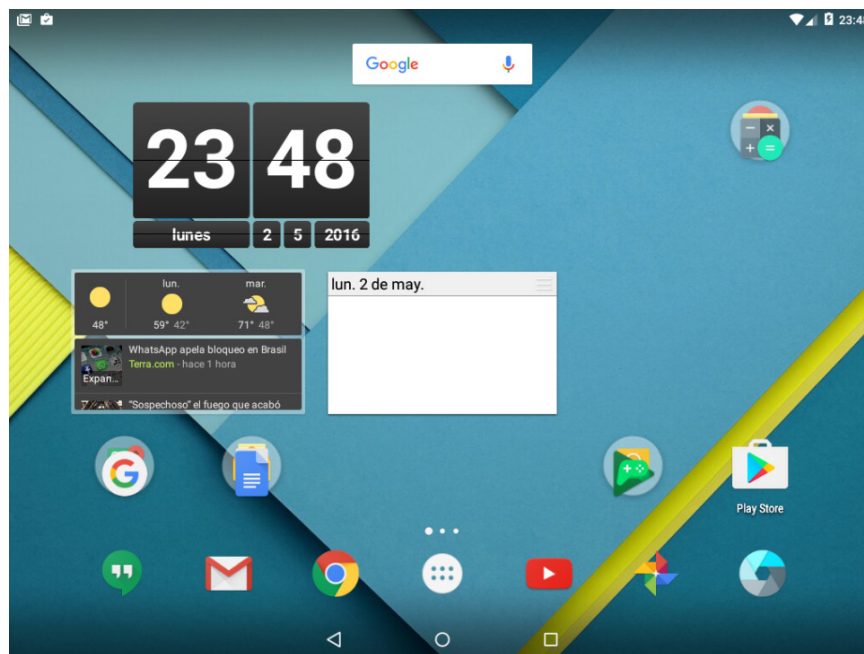 23:48
Google
23 48
lunes 2 5 2016
lun. mar.
48° 59° 42° 71° 48°
WhatsApp apela bloqueo en Brasil
Terra.com - hace 1 hora
Expan...
"Sospechoso" el fuego que acabó
lun. 2 de may.
Play Store